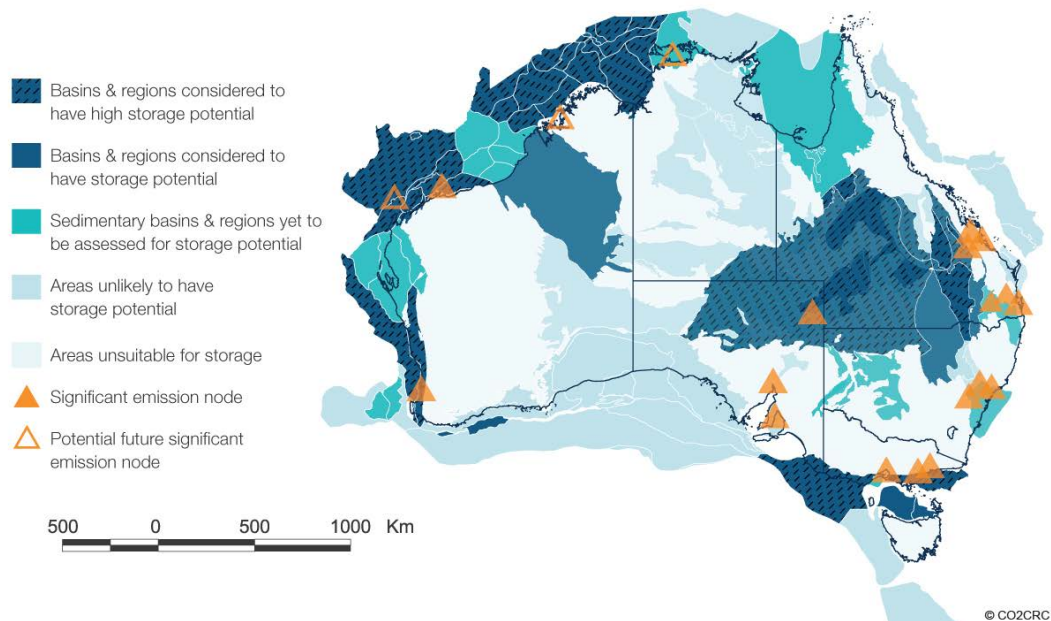 Basins & regions considered to
have high storage potential
Basins & regions considered to
have storage potential
Sedimentary basins & regions yet to
be assessed for storage potential
Areas unlikely to have
storage potential
Areas unsuitable for storage
Significant emission node
Potential future significant
emission node
500 0 500 1000 Km
© CO2CRC